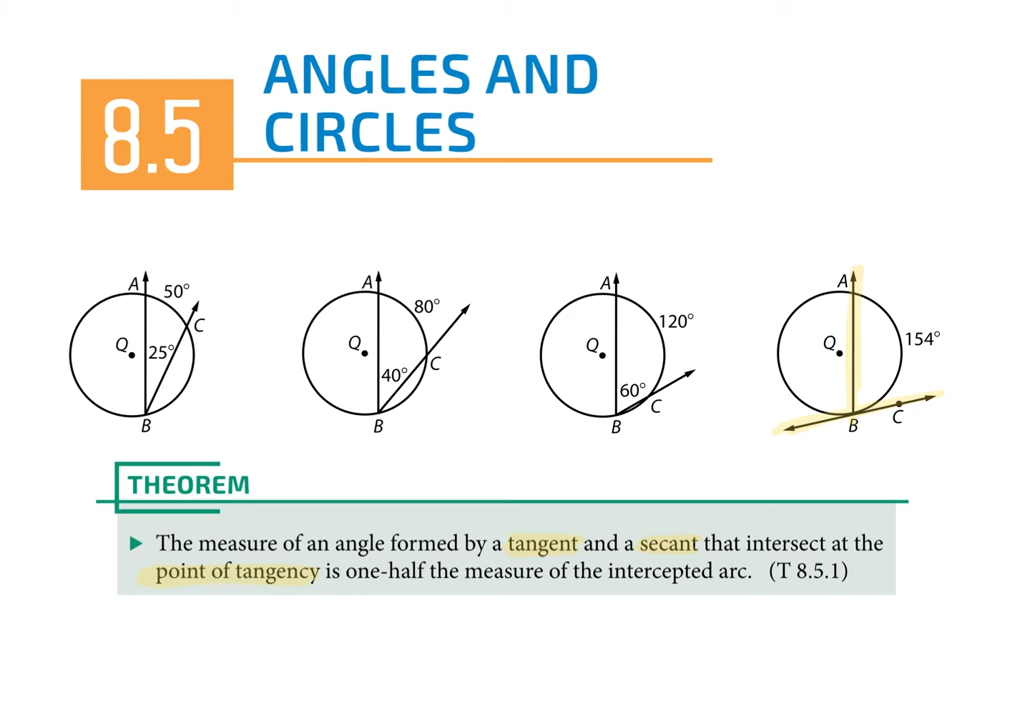 8.5
ANGLES AND
CIRCLES
A 50° C Q 25° B
A 80° Q 40° C B
A 120° Q 60° C B
A 154° Q B C
THEOREM
▶ The measure of an angle formed by a tangent and a secant that intersect at the
point of tangency is one-half the measure of the intercepted arc. (T 8.5.1)